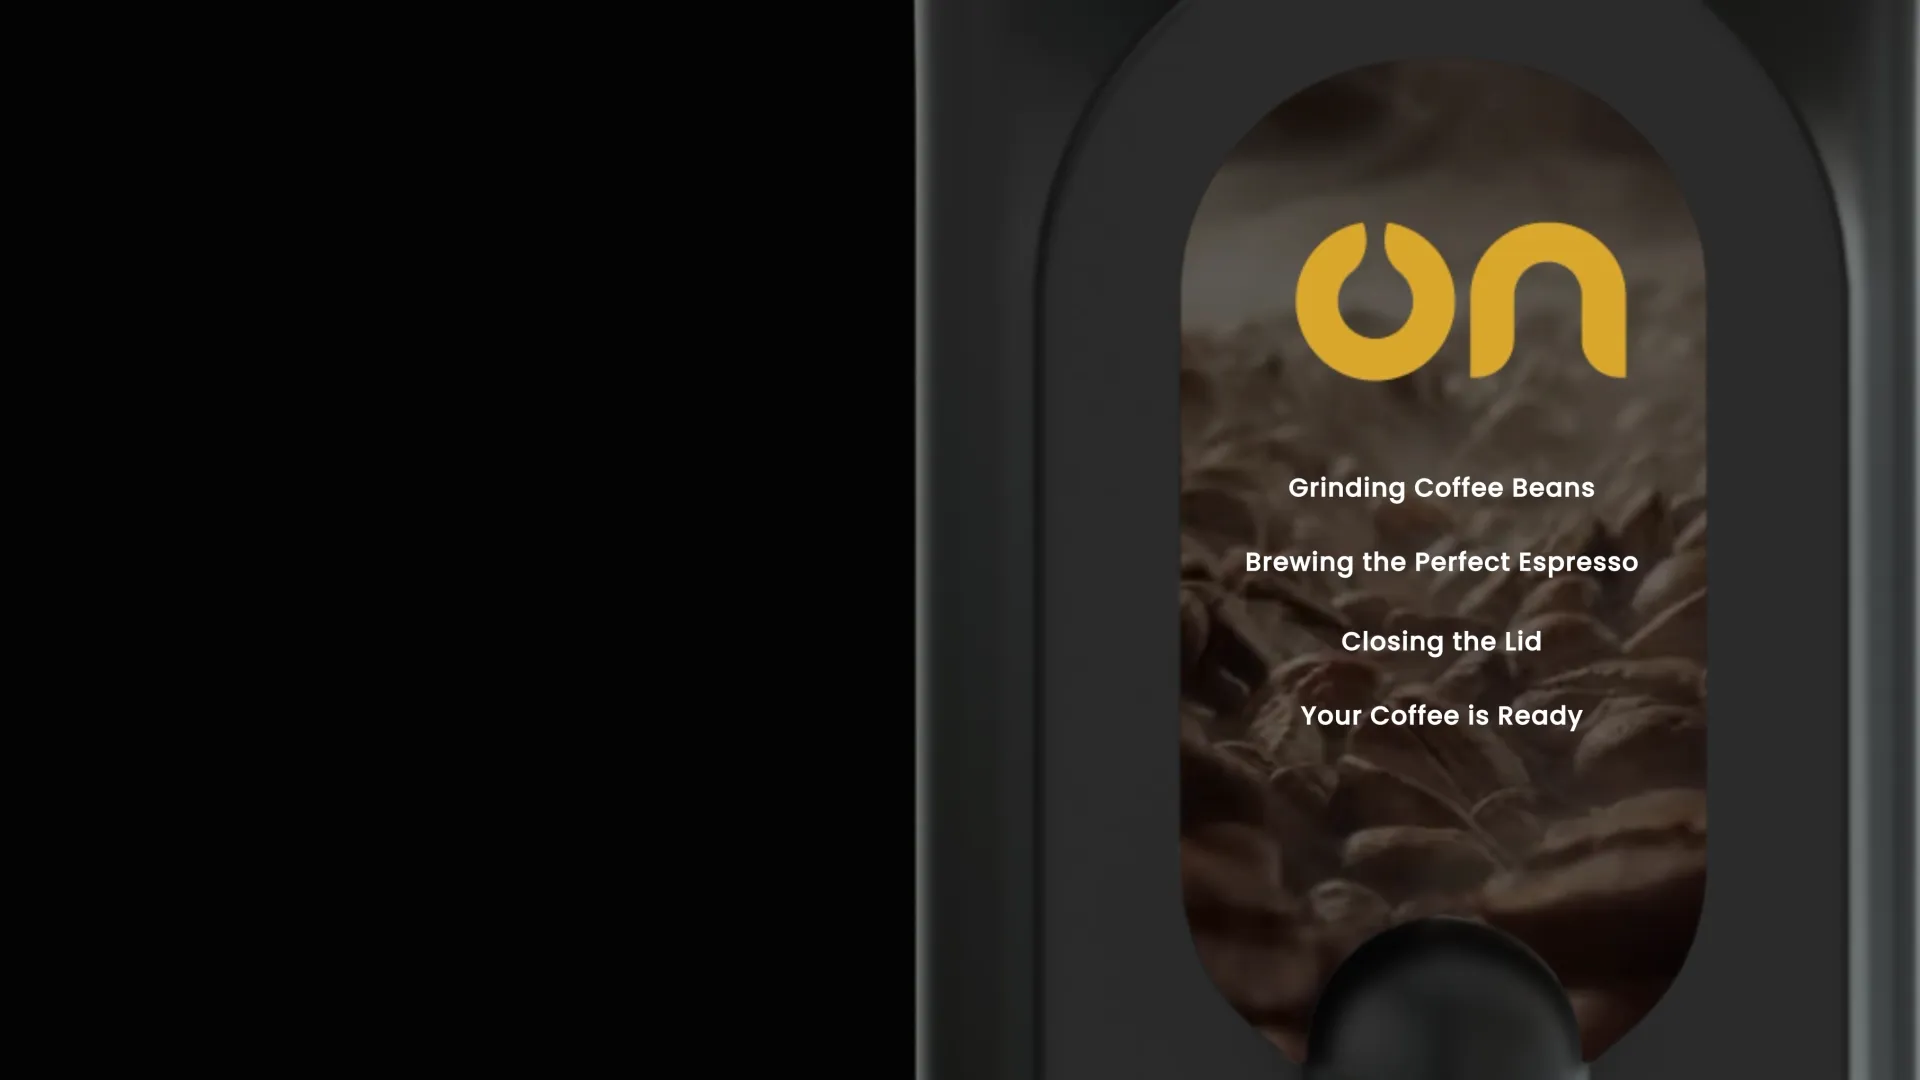 on
Grinding Coffee Beans
Brewing the Perfect Espresso
Closing the Lid
Your Coffee is Ready